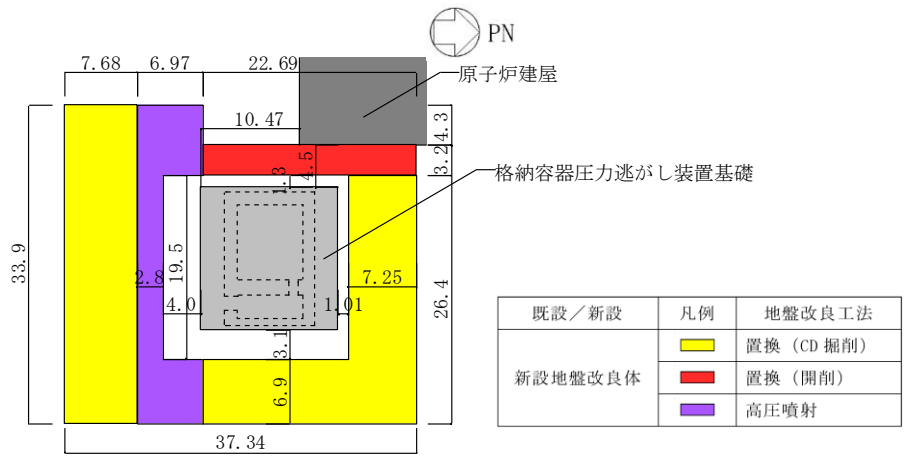 PN
7.68
6.97
22.69
原子炉建屋
10.47
4.3
3.2
4.5
1.3
格納容器圧力逃がし装置基礎
33.9
19.5
2.8
4.0
1.01
7.25
26.4
3.1
6.9
37.34
既設／新設 凡例 地盤改良工法
新設地盤改良体
置換（CD 掘削）
置換（開削）
高圧噴射